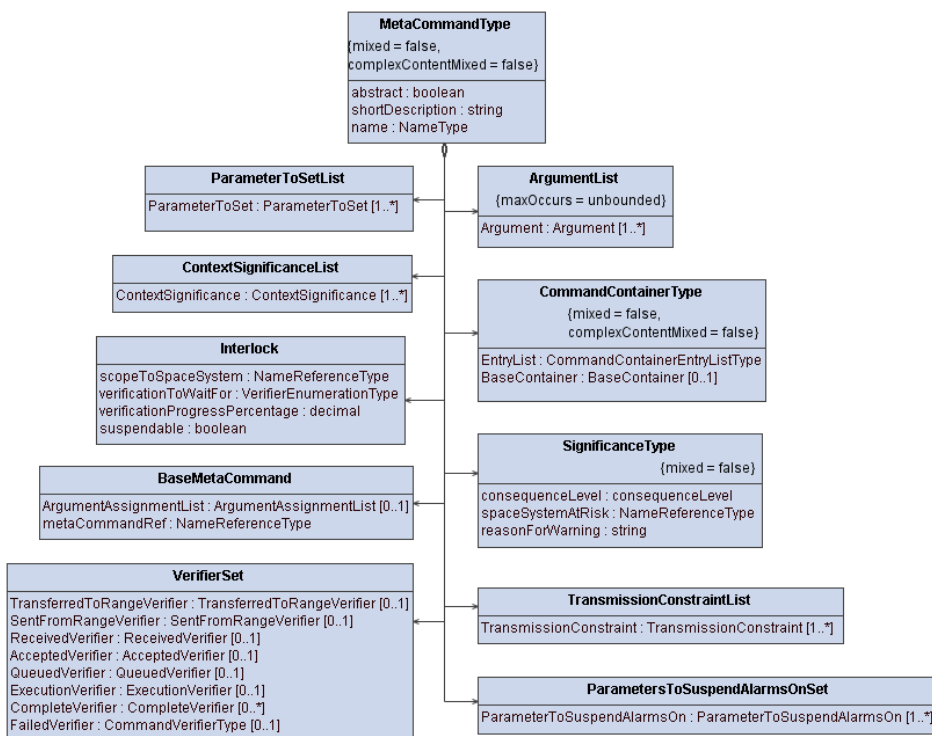 MetaCommandType
{mixed = false,
complexContentMixed = false}
abstract : boolean
shortDescription : string
name : NameType
ParameterToSetList
ParameterToSet : ParameterToSet [1..*]
ArgumentList
{maxOccurs = unbounded}
Argument : Argument [1..*]
ContextSignificanceList
ContextSignificance : ContextSignificance [1..*]
CommandContainerType
{mixed = false,
complexContentMixed = false}
EntryList : CommandContainerEntryListType
BaseContainer : BaseContainer [0..1]
Interlock
scopeToSpaceSystem : NameReferenceType
verificationToWaitFor : VerifierEnumerationType
verificationProgressPercentage : decimal
suspendable : boolean
SignificanceType
{mixed = false}
consequenceLevel : consequenceLevel
spaceSystemAtRisk : NameReferenceType
reasonForWarning : string
BaseMetaCommand
ArgumentAssignmentList : ArgumentAssignmentList [0..1]
metaCommandRef : NameReferenceType
VerifierSet
TransferredToRangeVerifier : TransferredToRangeVerifier [0..1]
SentFromRangeVerifier : SentFromRangeVerifier [0..1]
ReceivedVerifier : ReceivedVerifier [0..1]
AcceptedVerifier : AcceptedVerifier [0..1]
QueuedVerifier : QueuedVerifier [0..1]
ExecutionVerifier : ExecutionVerifier [0..1]
CompleteVerifier : CompleteVerifier [0..*]
FailedVerifier : CommandVerifierType [0..1]
TransmissionConstraintList
TransmissionConstraint : TransmissionConstraint [1..*]
ParametersToSuspendAlarmsOnSet
ParameterToSuspendAlarmsOn : ParameterToSuspendAlarmsOn [1..*]